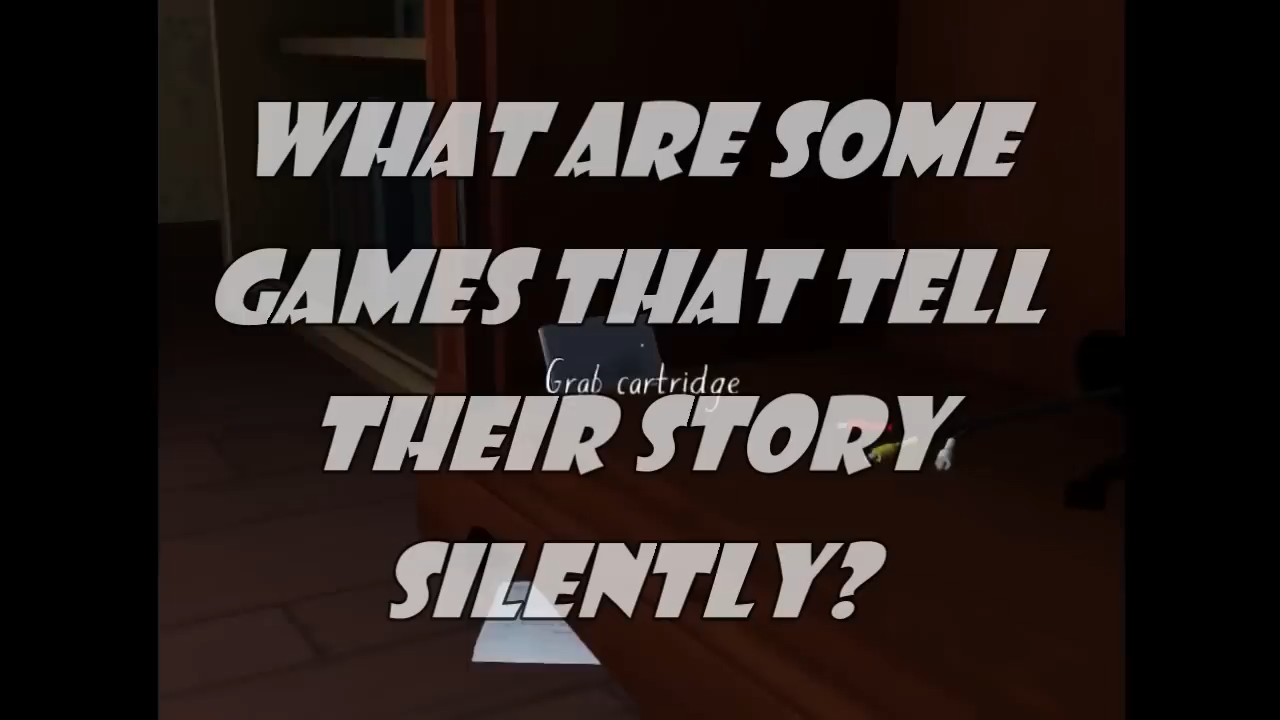 WHAT ARE SOME
GAMES THAT TELL
Grab cartridge
THEIR STORY
SILENTLY?